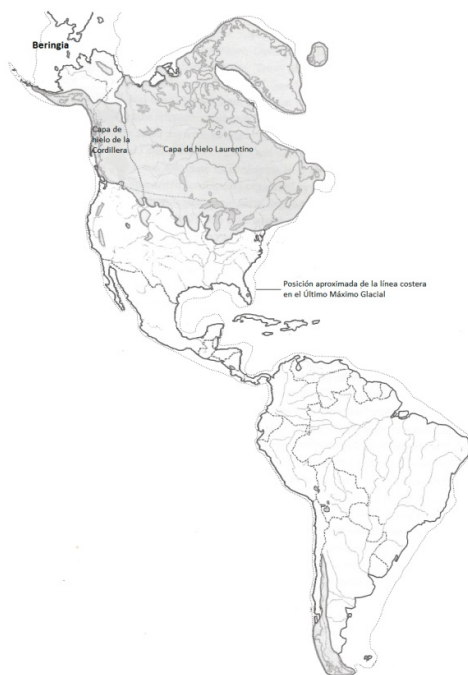 Beringia
Capa de
hielo de la
Cordillera
Capa de hielo Laurentino
Posición aproximada de la línea costera
en el Último Máximo Glacial